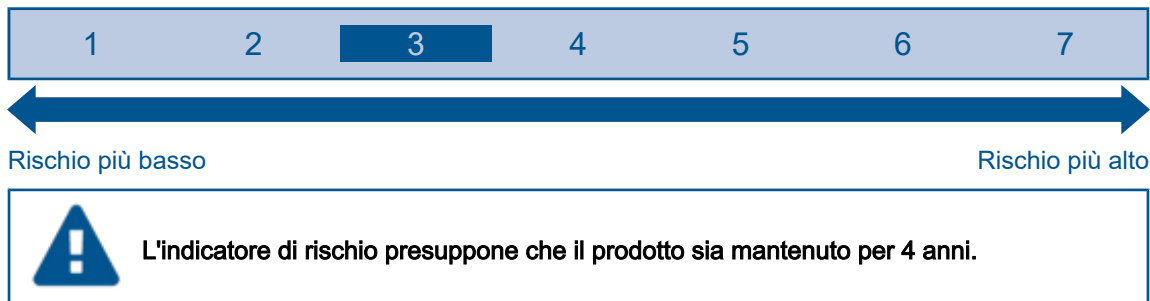 1 2 3 4 5 6 7
Rischio più basso Rischio più alto
L'indicatore di rischio presuppone che il prodotto sia mantenuto per 4 anni.